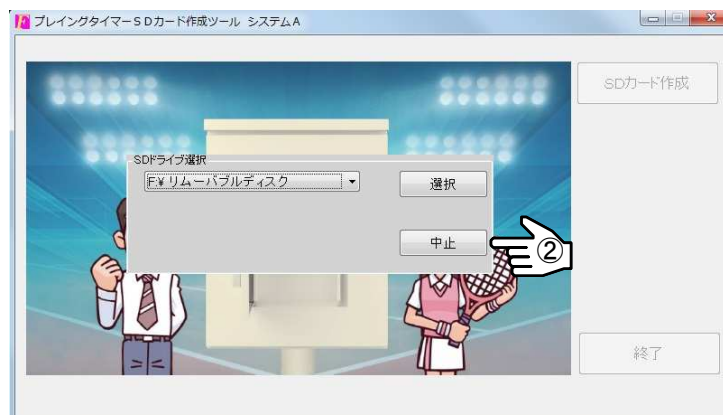 プレイングタイマーSDカード作成ツール システムA
SDカード作成
SDドライブ選択
F:¥ リムーバブルディスク
選択
中止
②
終了